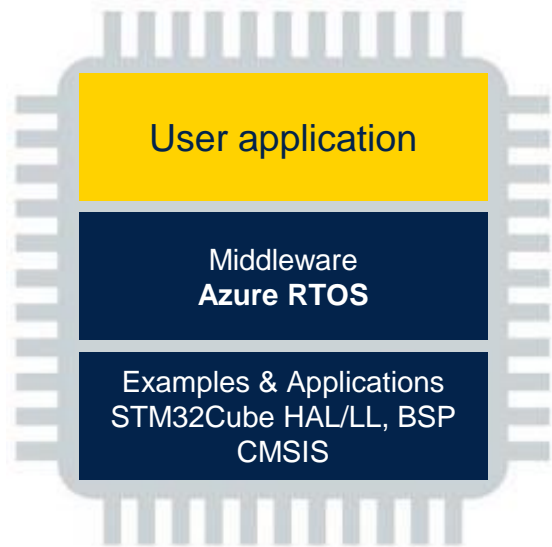 User application
Middleware
Azure RTOS
Examples & Applications
STM32Cube HAL/LL, BSP
CMSIS